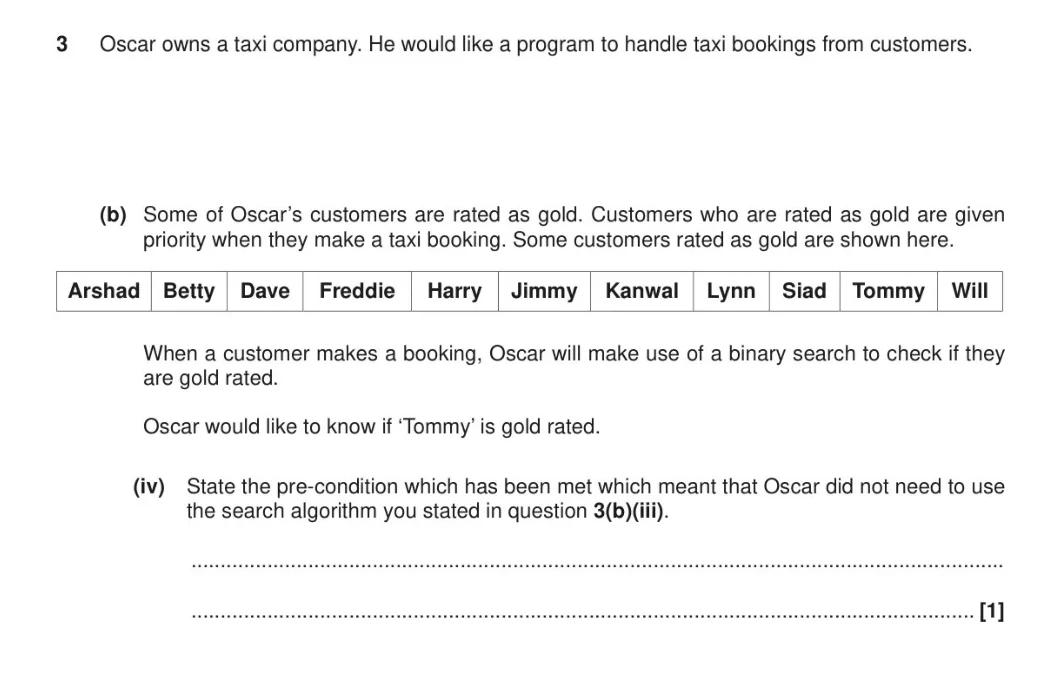 3 Oscar owns a taxi company. He would like a program to handle taxi bookings from customers.
(b) Some of Oscar's customers are rated as gold. Customers who are rated as gold are given
priority when they make a taxi booking. Some customers rated as gold are shown here.
Arshad Betty Dave Freddie Harry Jimmy Kanwal Lynn Siad Tommy Will
When a customer makes a booking, Oscar will make use of a binary search to check if they
are gold rated.
Oscar would like to know if 'Tommy' is gold rated.
(iv) State the pre-condition which has been met which meant that Oscar did not need to use
the search algorithm you stated in question 3(b)(iii).
[1]